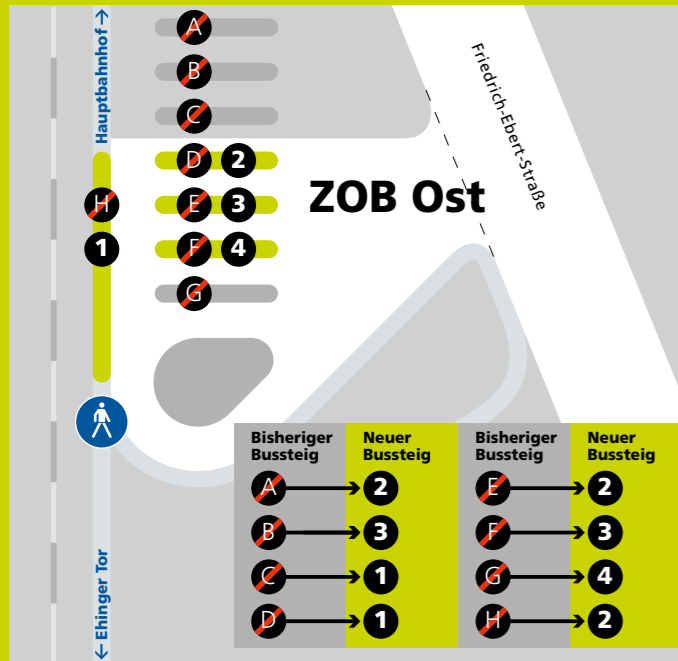 Hauptbahnhof →
A
B
C
D 2
E 3
F 4
G
H
1
ZOB Ost
Friedrich-Ebert-Straße
← Ehinger Tor
Bisheriger
Bussteig
Neuer
Bussteig
A → 2
B → 3
C → 1
D → 1
Bisheriger
Bussteig
Neuer
Bussteig
E → 2
F → 3
G → 4
H → 2